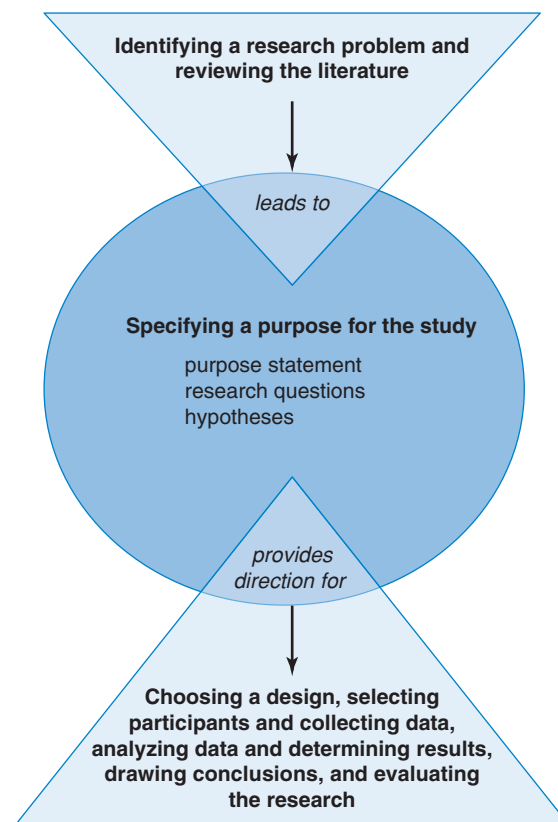 Identifying a research problem and
reviewing the literature
leads to
Specifying a purpose for the study
purpose statement
research questions
hypotheses
provides
direction for
Choosing a design, selecting
participants and collecting data,
analyzing data and determining results,
drawing conclusions, and evaluating
the research